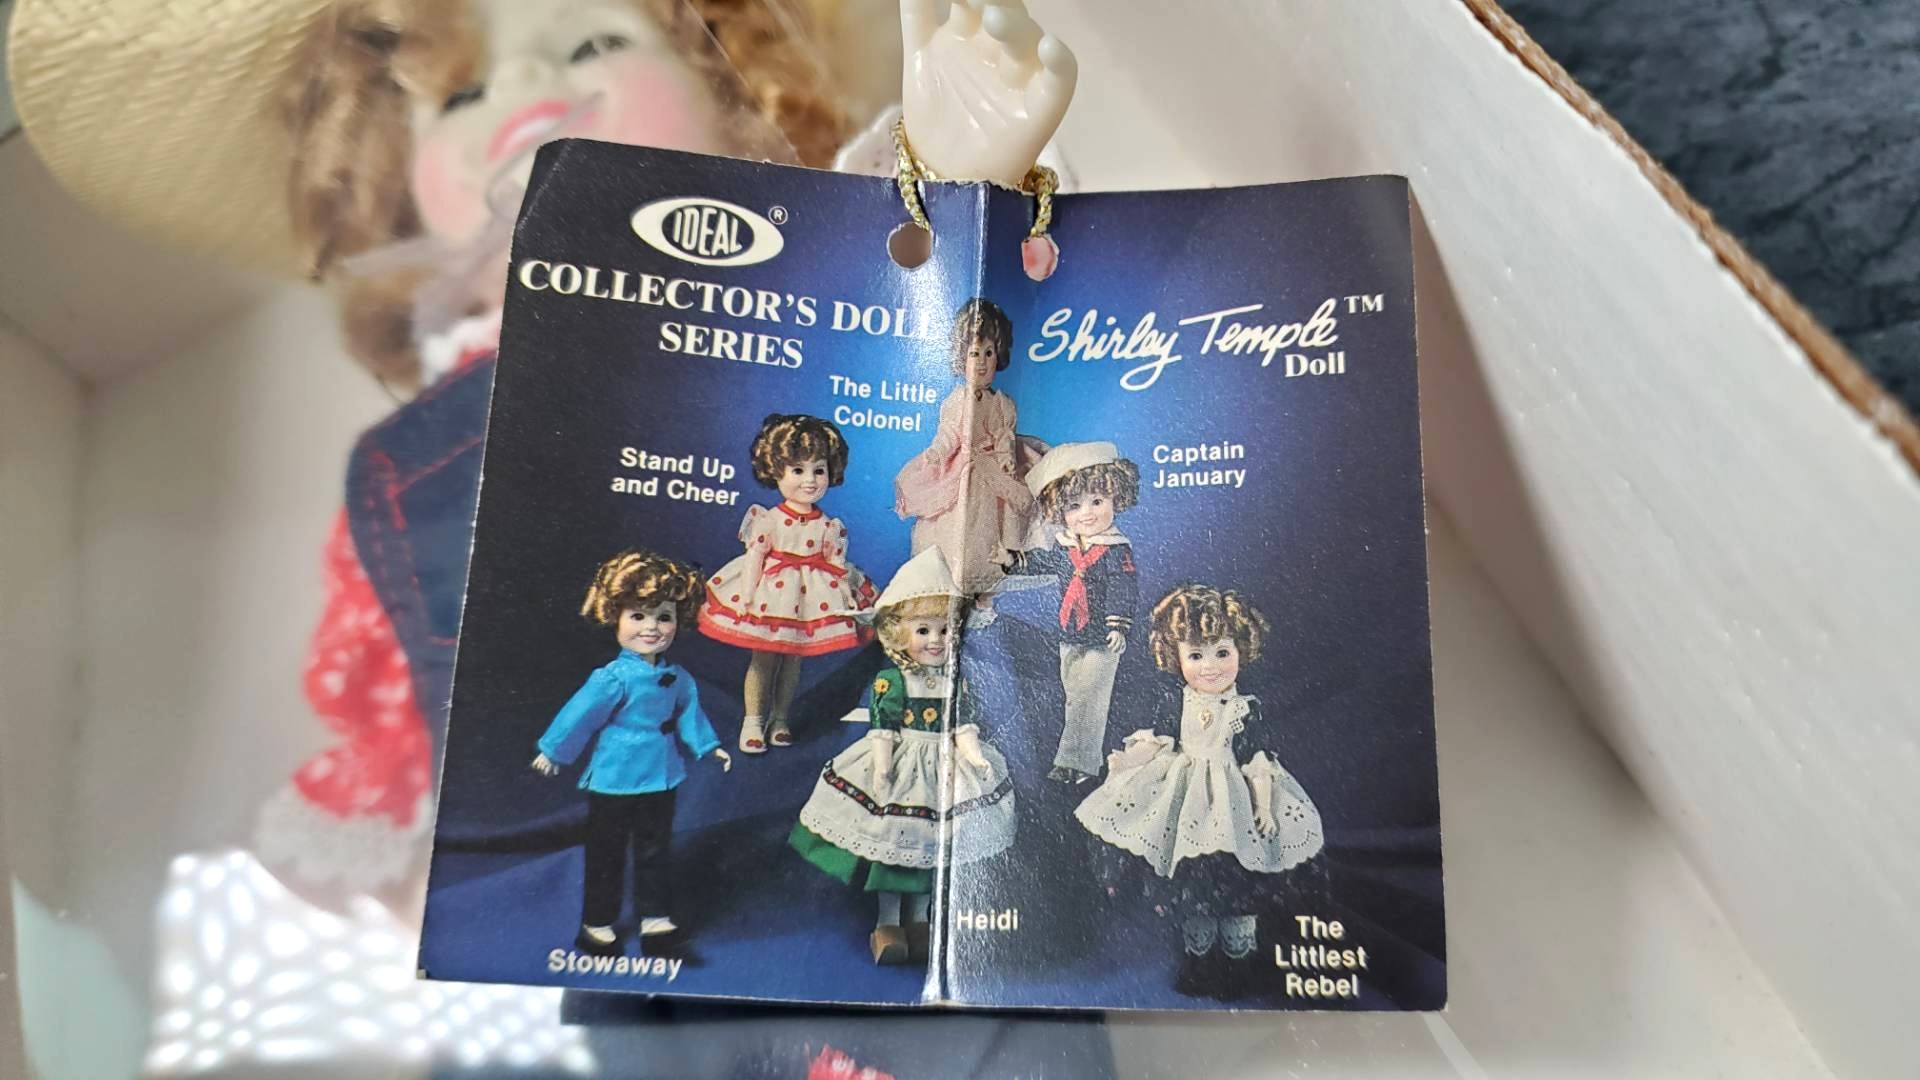 IDEAL ®
COLLECTOR'S DOLL
SERIES
Shirley Temple™
Doll
The Little
Colonel
Stand Up
and Cheer
Captain
January
Heidi
Stowaway
The
Littlest
Rebel